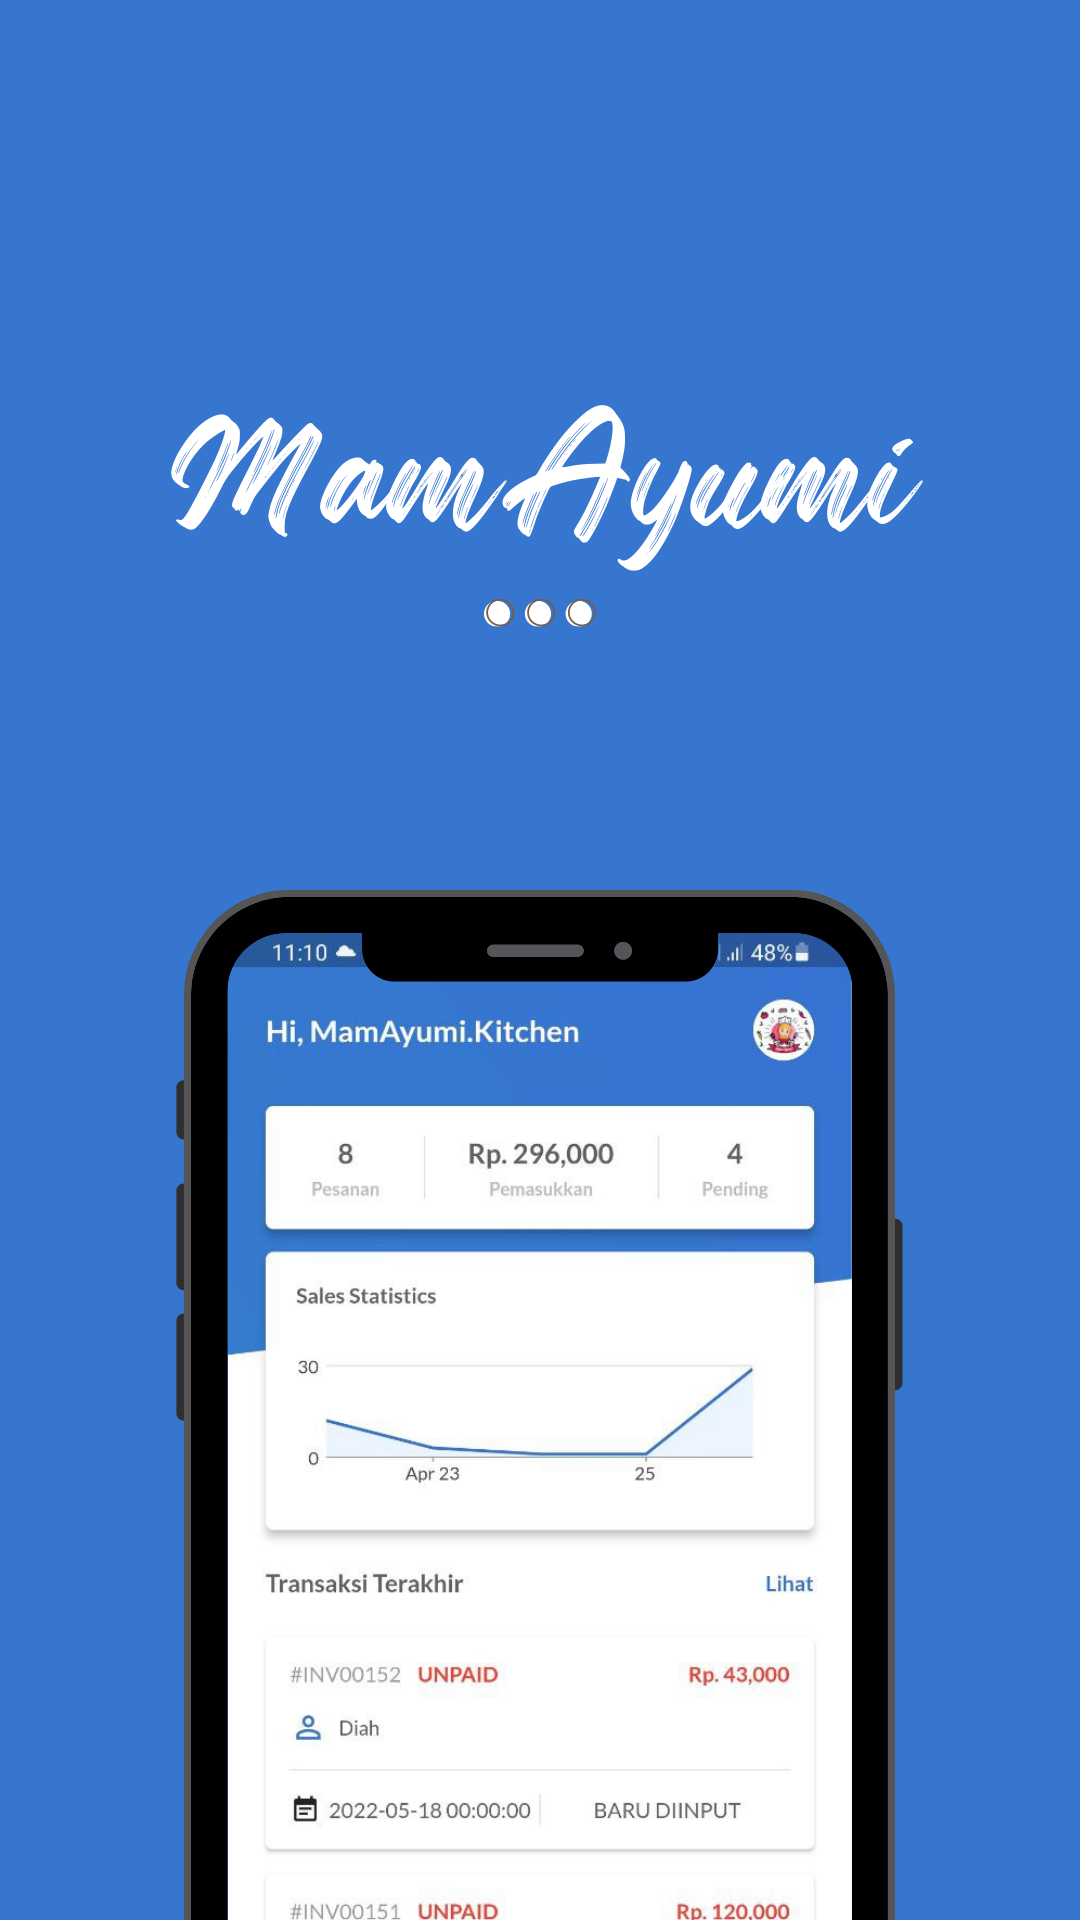 MamAyumi
11:10 48%
Hi, MamAyumi.Kitchen
8 Rp. 296,000 4
Pesanan Pemasukkan Pending
Sales Statistics
30
0
Apr 23 25
Transaksi Terakhir Lihat
#INV00152 UNPAID Rp. 43,000
Diah
2022-05-18 00:00:00 BARU DIINPUT
#INV00151 UNPAID Rp. 120,000